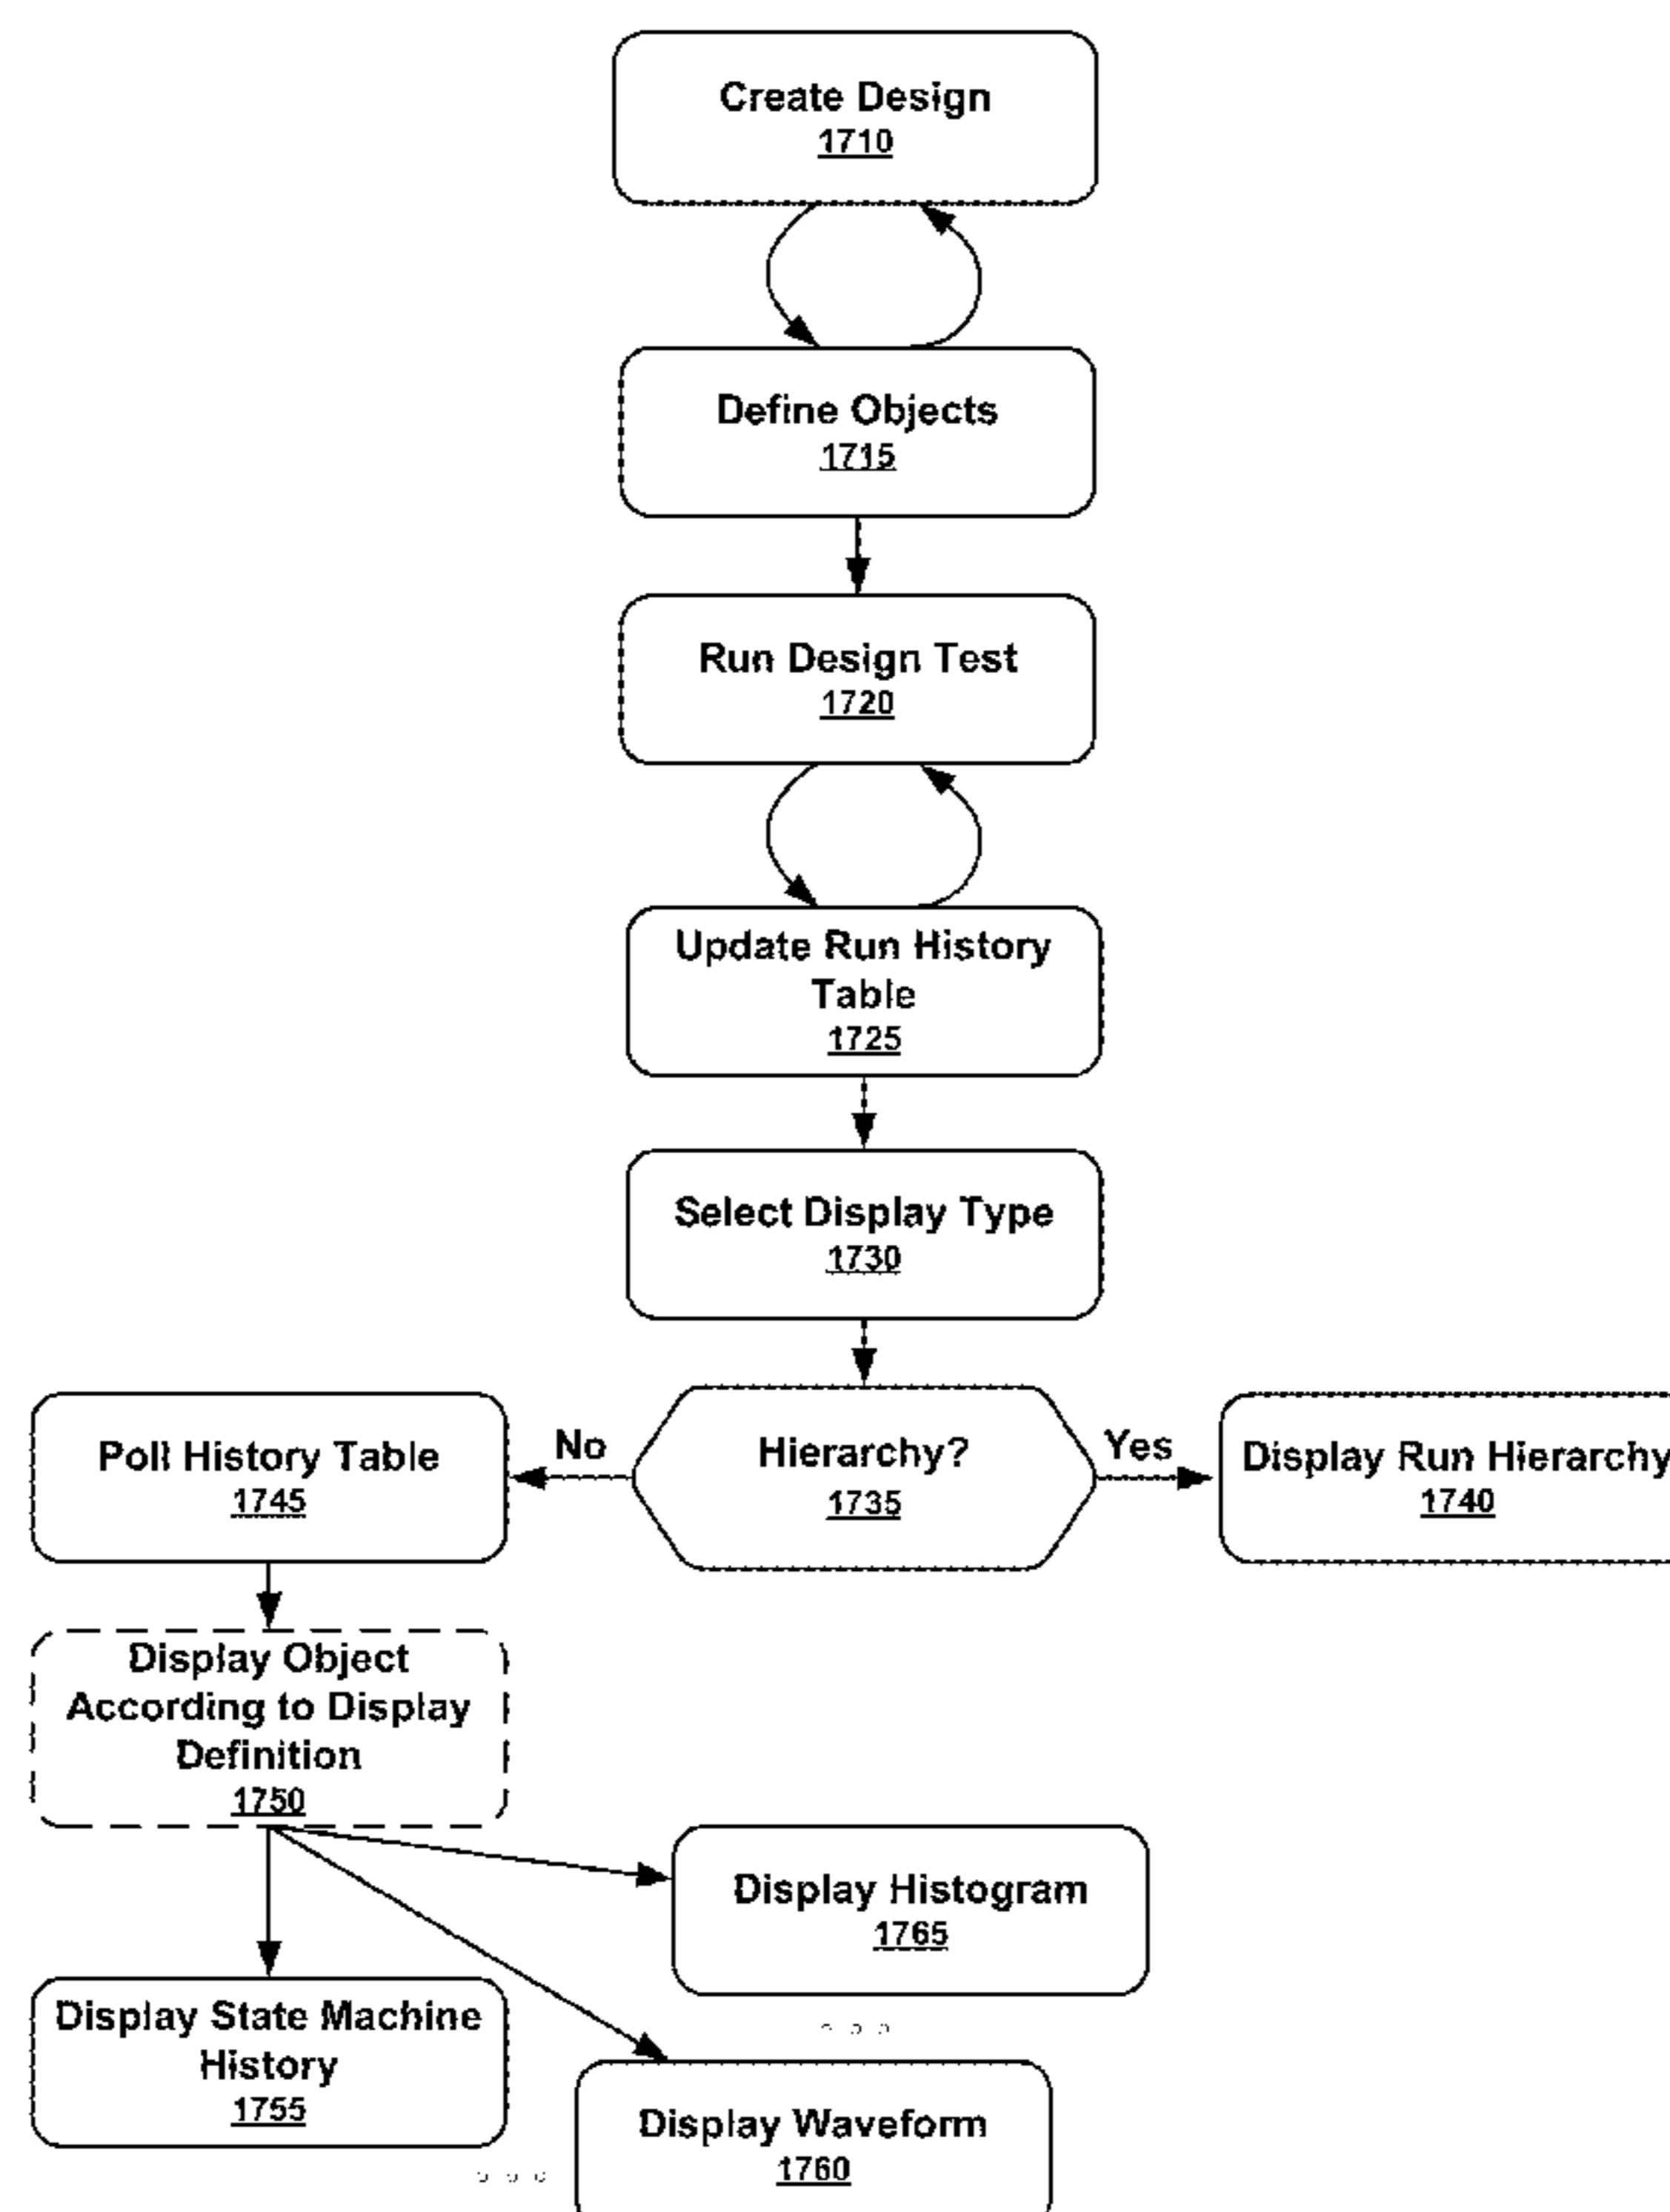 Create Design
1710
Define Objects
1715
Run Design Test
1720
Update Run History
Table
1725
Select Display Type
1730
Poll History Table
1745
No
Hierarchy?
1735
Yes
Display Run Hierarchy
1740
Display Object
According to Display
Definition
1750
Display Histogram
1765
Display State Machine
History
1755
Display Waveform
1760